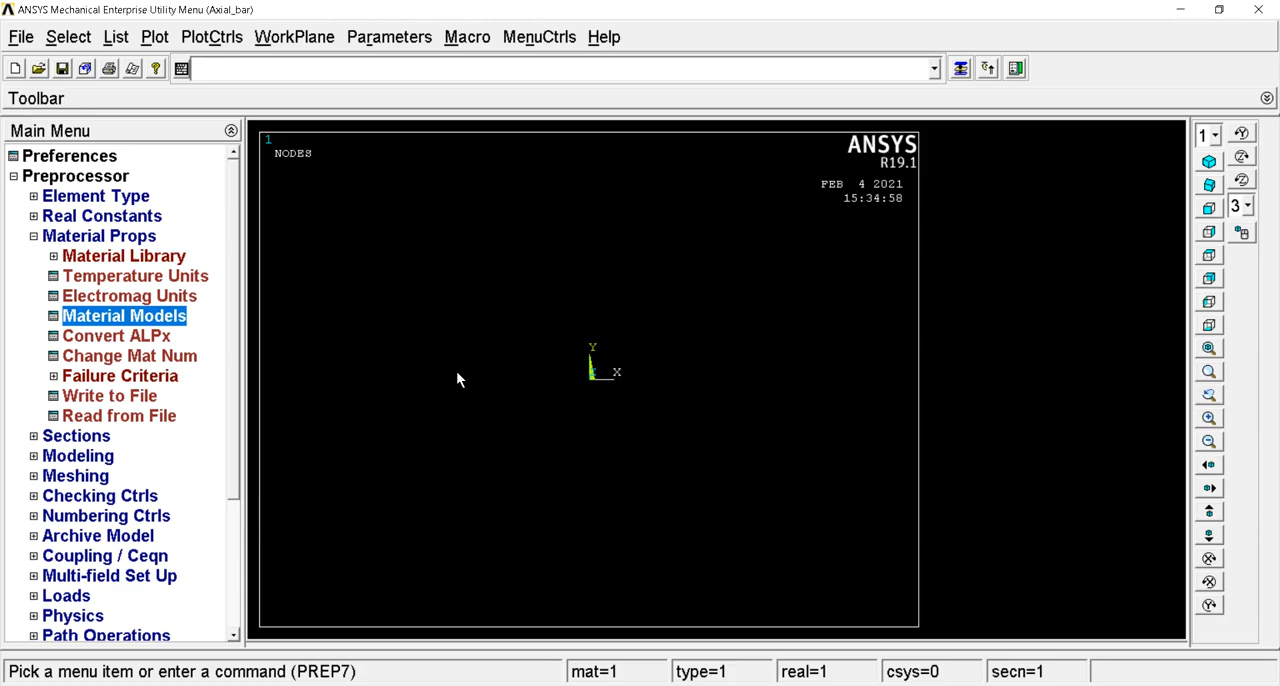 ANSYS Mechanical Enterprise Utility Menu (Axial_bar)
File Select List Plot PlotCtrls WorkPlane Parameters Macro MenuCtrls Help
Toolbar
Main Menu
Preferences
Preprocessor
Element Type
Real Constants
Material Props
Material Library
Temperature Units
Electromag Units
Material Models
Convert ALPx
Change Mat Num
Failure Criteria
Write to File
Read from File
Sections
Modeling
Meshing
Checking Ctrls
Numbering Ctrls
Archive Model
Coupling / Ceqn
Multi-field Set Up
Loads
Physics
Path Operations
1
NODES
ANSYS
R19.1
FEB 4 2021
15:34:58
Y
X
1
3
Pick a menu item or enter a command (PREP7)
mat=1
type=1
real=1
csys=0
secn=1